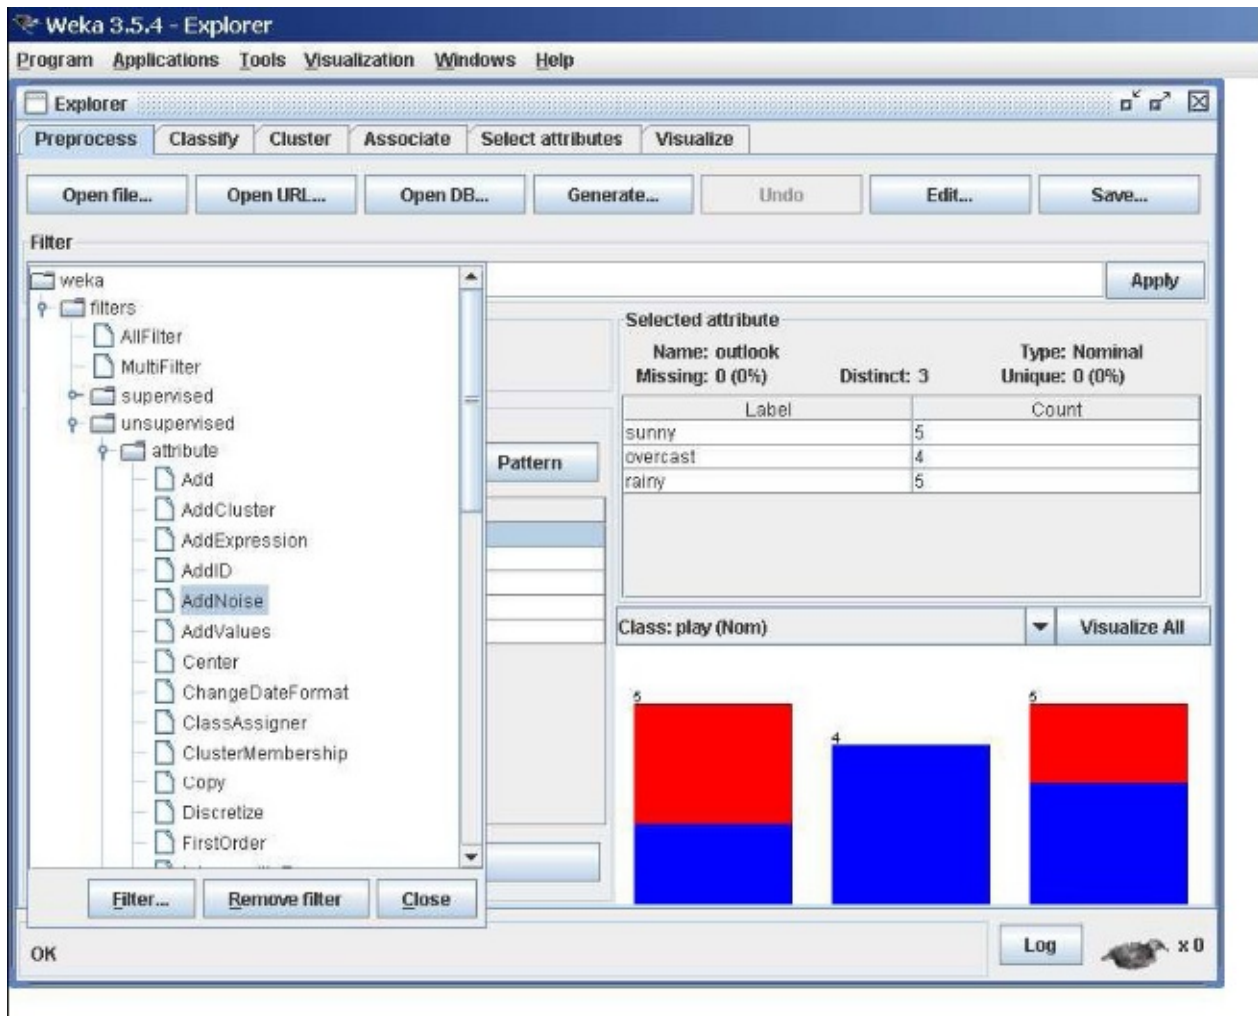 Weka 3.5.4 - Explorer
Program Applications Tools Visualization Windows Help
Explorer
Preprocess Classify Cluster Associate Select attributes Visualize
Open file... Open URL... Open DB... Generate... Undo Edit... Save...
Filter
weka
filters
AllFilter
MultiFilter
supervised
unsupervised
attribute
Add
AddCluster
AddExpression
AddID
AddNoise
AddValues
Center
ChangeDateFormat
ClassAssigner
ClusterMembership
Copy
Discretize
FirstOrder
Filter... Remove filter Close
Apply
Pattern
Selected attribute
Name: outlook Type: Nominal
Missing: 0 (0%) Distinct: 3 Unique: 0 (0%)
Label Count
sunny 5
overcast 4
rainy 5
Class: play (Nom) Visualize All
5 4 5
OK Log x 0